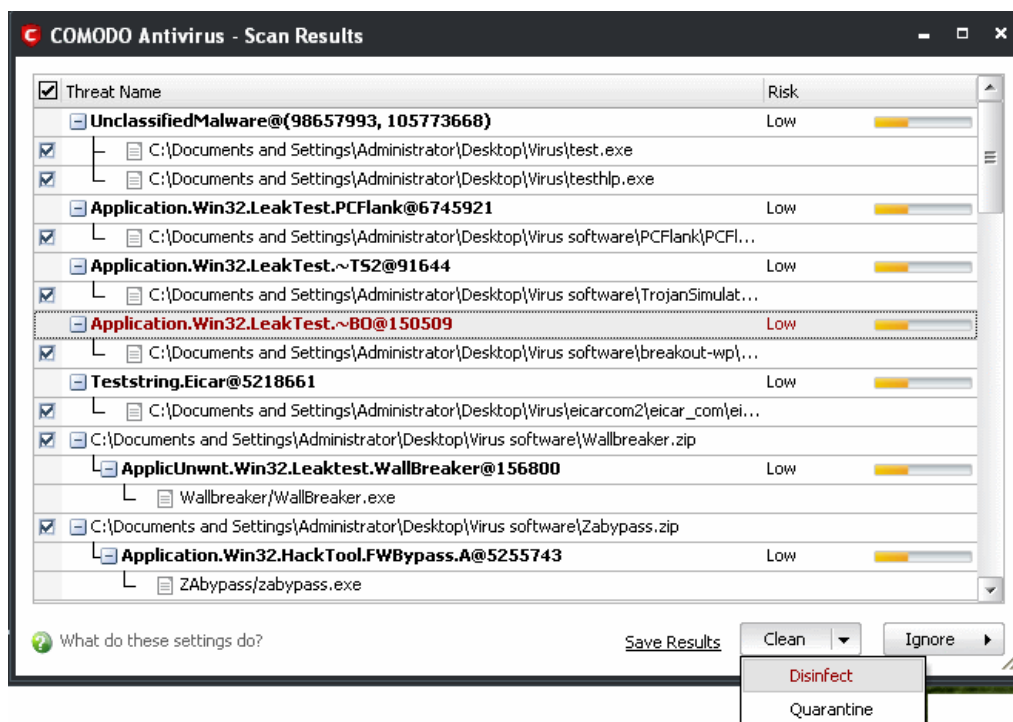 COMODO Antivirus - Scan Results
Threat Name Risk
UnclassifiedMalware@(98657993, 105773668) Low
C:\Documents and Settings\Administrator\Desktop\Virus\test.exe
C:\Documents and Settings\Administrator\Desktop\Virus\testhlp.exe
Application.Win32.LeakTest.PCFlank@6745921 Low
C:\Documents and Settings\Administrator\Desktop\Virus software\PCFlank\PCFl...
Application.Win32.LeakTest.~TS2@91644 Low
C:\Documents and Settings\Administrator\Desktop\Virus software\TrojanSimulat...
Application.Win32.LeakTest.~BO@150509 Low
C:\Documents and Settings\Administrator\Desktop\Virus software\breakout-wp\...
Teststring.Eicar@5218661 Low
C:\Documents and Settings\Administrator\Desktop\Virus\eicarcom2\eicar_com\ei...
C:\Documents and Settings\Administrator\Desktop\Virus software\Wallbreaker.zip
ApplicUnwnt.Win32.Leaktest.WallBreaker@156800 Low
Wallbreaker/WallBreaker.exe
C:\Documents and Settings\Administrator\Desktop\Virus software\Zabypass.zip
Application.Win32.HackTool.FWBypass.A@5255743 Low
ZAbypass/zabypass.exe
What do these settings do? Save Results Clean Ignore
Disinfect
Quarantine